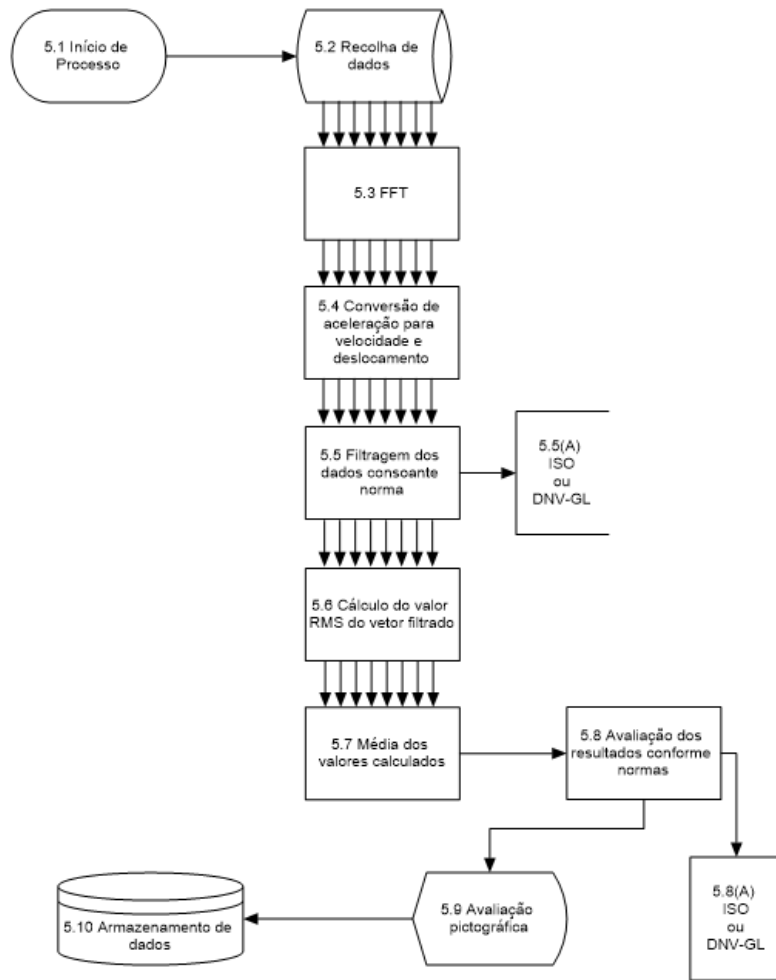 5.1 Início de
Processo
5.2 Recolha de
dados
5.3 FFT
5.4 Conversão de
aceleração para
velocidade e
deslocamento
5.5 Filtragem dos
dados consoante
norma
5.5(A)
ISO
ou
DNV-GL
5.6 Cálculo do valor
RMS do vetor filtrado
5.7 Média dos
valores calculados
5.8 Avaliação dos
resultados conforme
normas
5.8(A)
ISO
ou
DNV-GL
5.9 Avaliação
pictográfica
5.10 Armazenamento de
dados